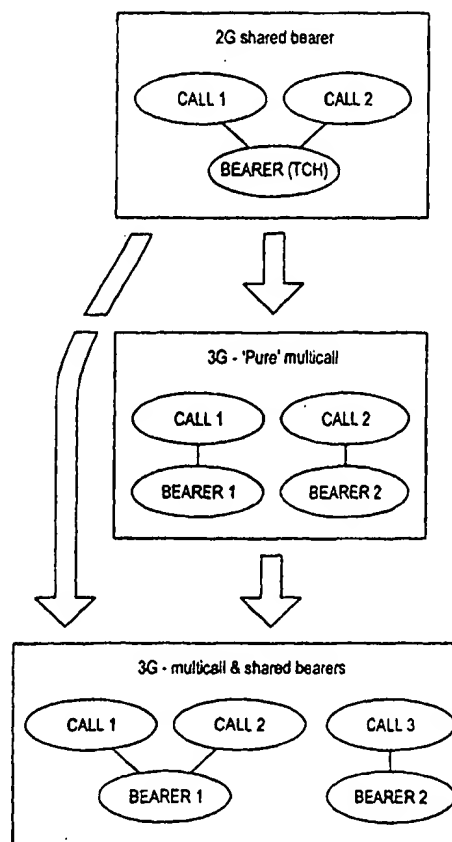 2G shared bearer
CALL 1 CALL 2
BEARER (TCH)
3G - 'Pure' multicall
CALL 1 CALL 2
BEARER 1 BEARER 2
3G - multicall & shared bearers
CALL 1 CALL 2 CALL 3
BEARER 1 BEARER 2